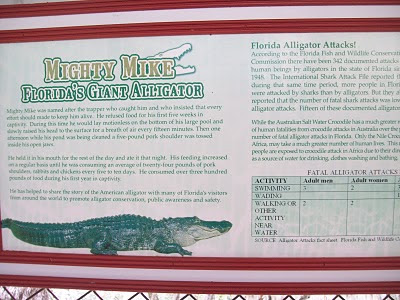 MIGHTY MIKE
FLORIDA'S GIANT ALLIGATOR
Mighty Mike was named after the trapper who caught him and who insisted that every
effort should be made to keep him alive. He refused food for his first five weeks in
captivity. During this time he would lay motionless on the bottom of his large pool and
slowly raised his head to the surface for a breath of air every fifteen minutes. Then one
afternoon while his pond was being cleaned a five pound pork shoulder was tossed
inside his open jaws.
He held it in his mouth for the rest of the day and ate it that night. His feeding increased
on a regular basis until he was consuming an average of twenty-four pounds of pork
shoulders, rabbits and chickens every five to ten days. He consumed over three hundred
pounds of food during his first year in captivity.
He has helped to share the story of the American alligator with many of Florida's visitors
from around the world to promote alligator conservation, public awareness and safety.
Florida Alligator Attacks!
According to the Florida Fish and Wildlife Conservation
Commission there have been 342 documented attacks
human beings by alligators in the state of Florida sin
1948. The International Shark Attack File reported th
during that same time period, more people in Flori
were attacked by sharks than by alligators. But they a
reported that the number of fatal shark attacks was less
alligator attacks. Fifteen of these documented alligator
While the Australian Salt Water Crocodile has a much greater
of human fatalities from crocodile attacks in Australia over the
number of fatal alligator attacks in Florida. Only the Nile Croc
Africa, may take a much greater number of human lives. This
people are exposed to crocodile attack in Africa due to their da
as a source of water for drinking, clothes washing and bathing.
FATAL ALLIGATOR ATTACKS
ACTIVITY Adult men Adult women
SWIMMING 3
WADING
WALKING OR 2 2
OTHER
ACTIVITY
NEAR
WATER
SOURCE: Alligator Attacks fact sheet. Florida Fish and Wildlife Co